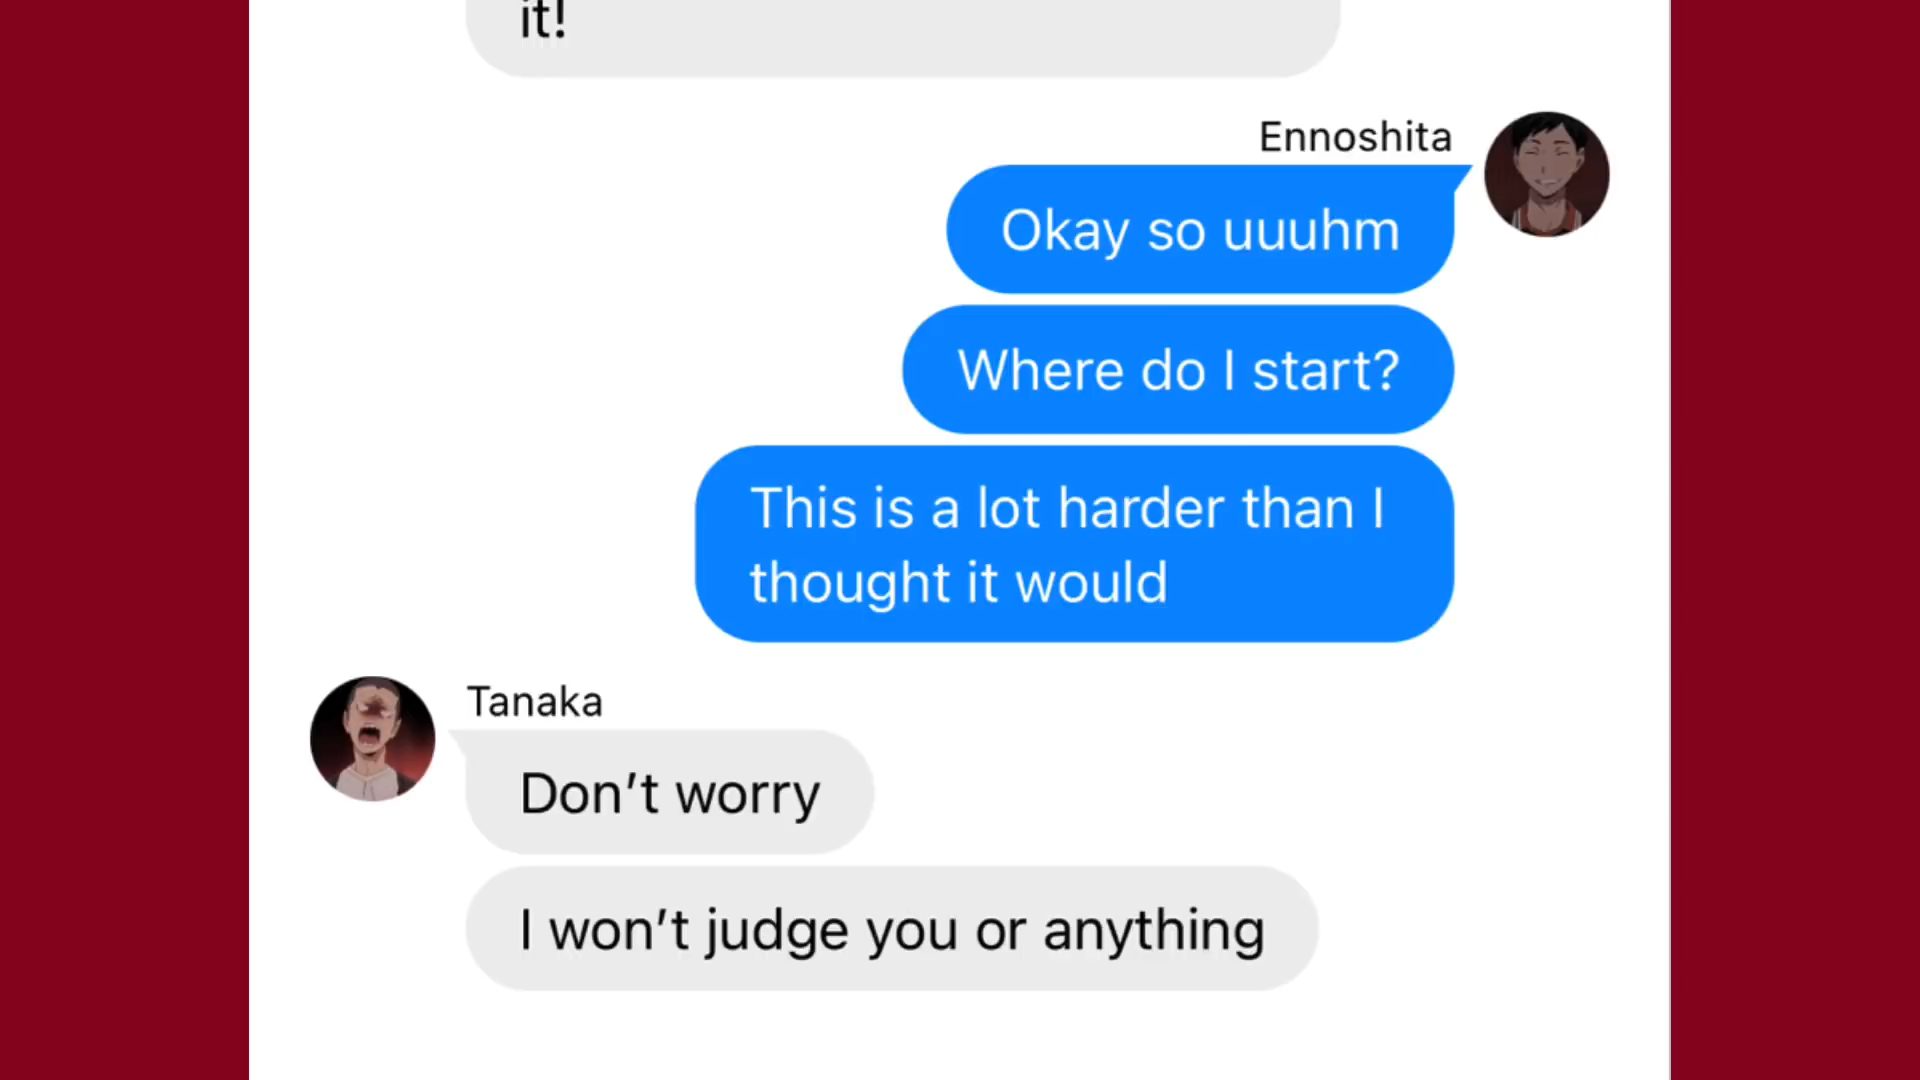 it!
Ennoshita
Okay so uuuhm
Where do I start?
This is a lot harder than I
thought it would
Tanaka
Don’t worry
I won’t judge you or anything